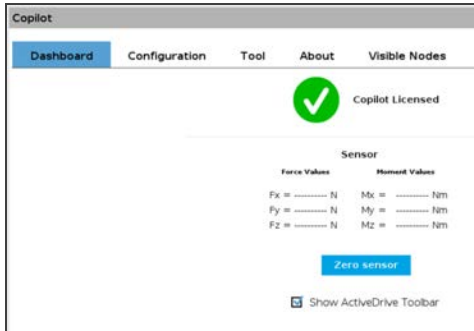 Copilot
Dashboard Configuration Tool About Visible Nodes
Copilot Licensed
Sensor
Force Values Moment Values
Fx = ---------- N Mx = ---------- Nm
Fy = ---------- N My = ---------- Nm
Fz = ---------- N Mz = ---------- Nm
Zero sensor
Show ActiveDrive Toolbar